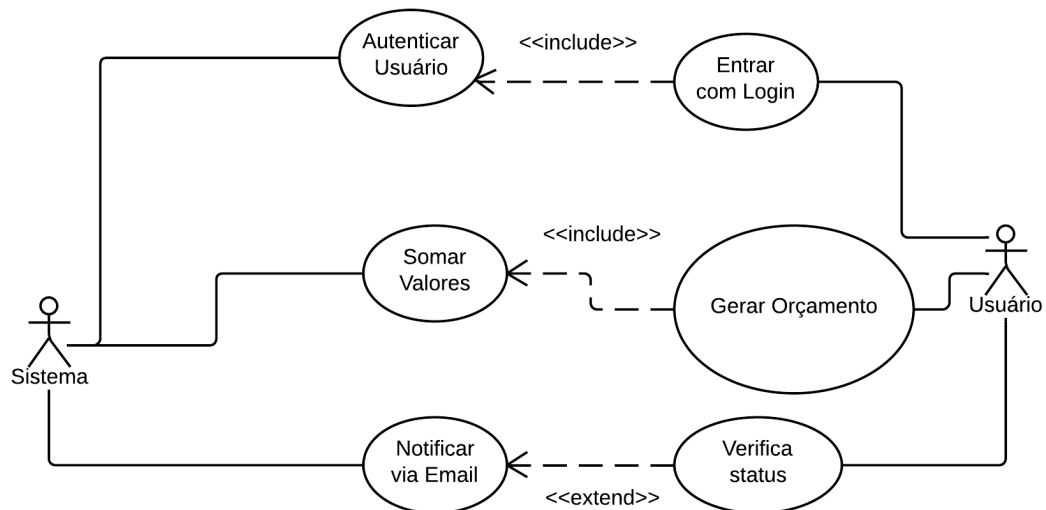 Autenticar
Usuário
<<include>>
Entrar
com Login
Somar
Valores
<<include>>
Gerar Orçamento
Usuário
Sistema
Notificar
via Email
<<extend>>
Verifica
status